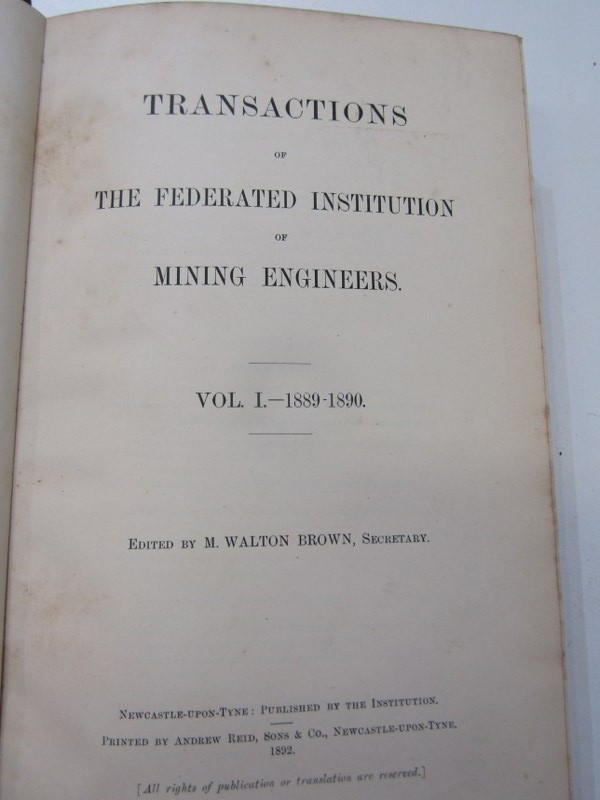 TRANSACTIONS
OF
THE FEDERATED INSTITUTION
OF
MINING ENGINEERS.
VOL. I.—1889-1890.
EDITED BY M. WALTON BROWN, SECRETARY.
NEWCASTLE-UPON-TYNE: PUBLISHED BY THE INSTITUTION.
PRINTED BY ANDREW REID, SONS & CO., NEWCASTLE-UPON-TYNE.
1892.
[All rights of publication or translation are reserved.]